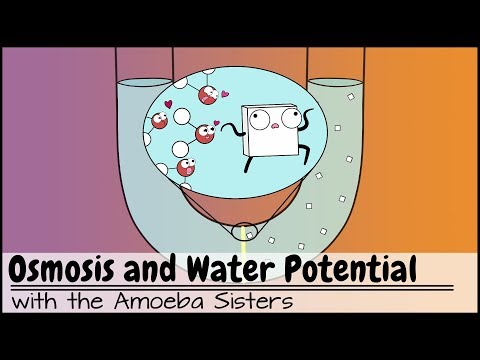 Osmosis and Water Potential
with the Amoeba Sisters